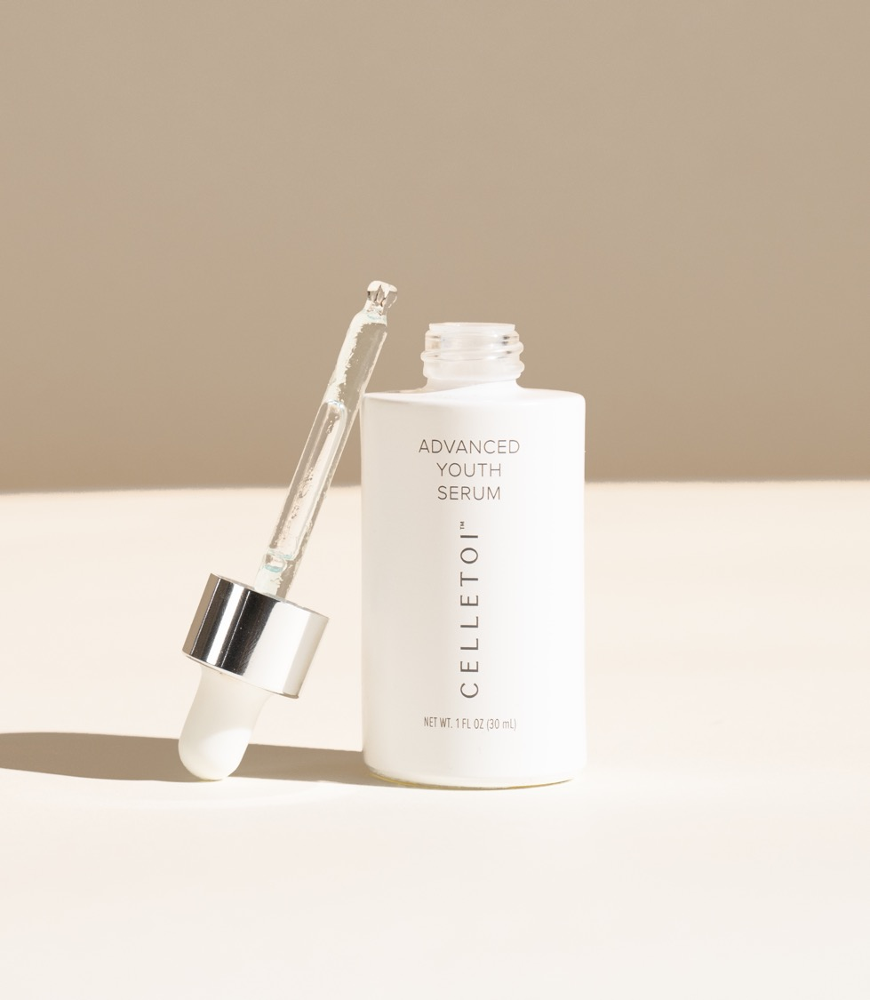 ADVANCED
YOUTH
SERUM
CELLETOI™
NET WT. 1 FL OZ (30 mL)